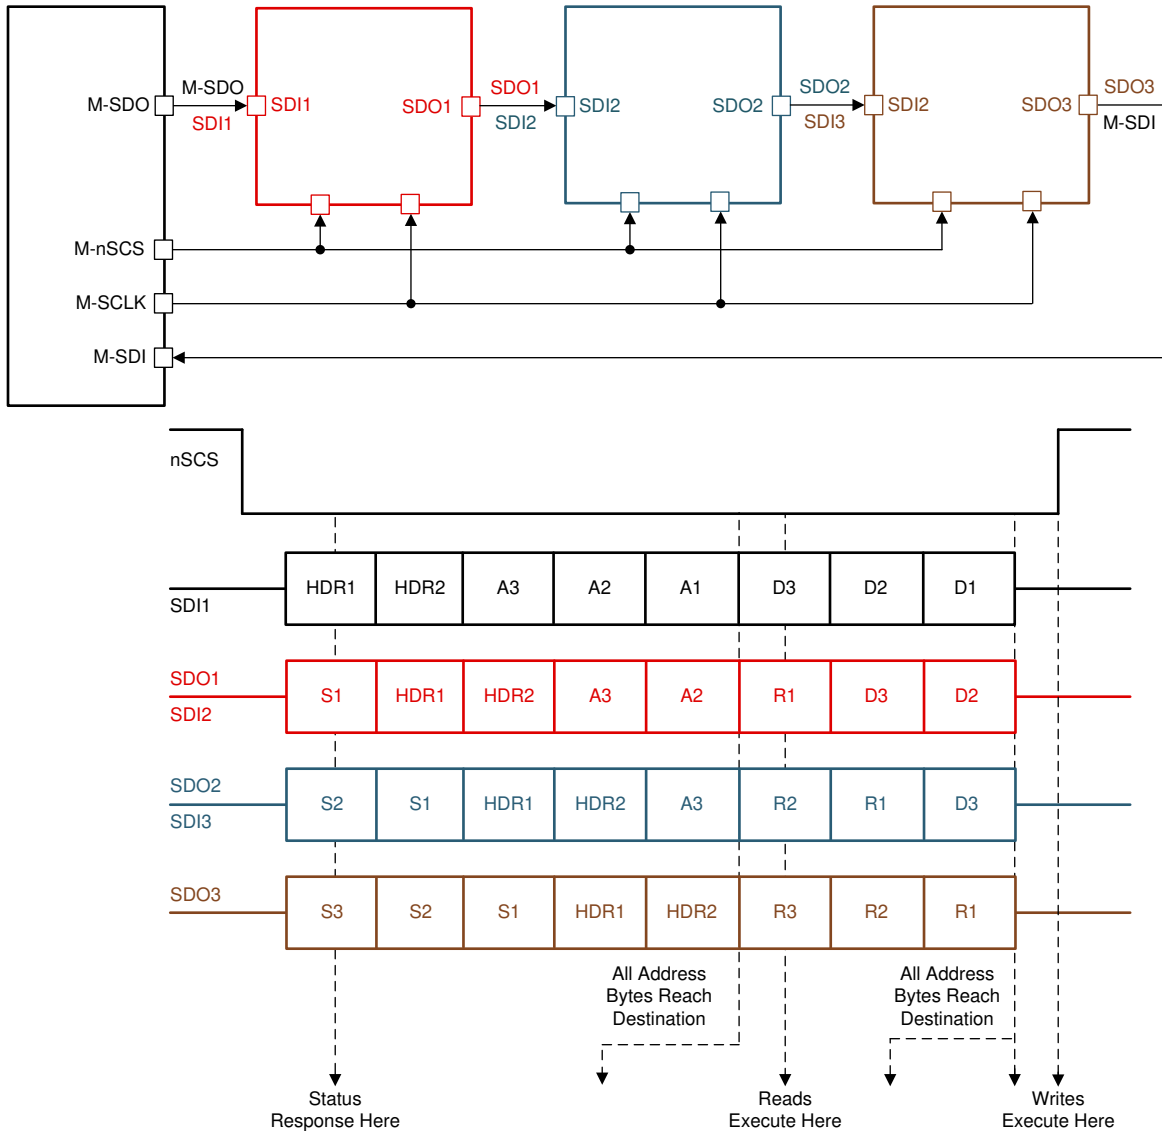 M-SDO
M-SDO
SDI1
SDI1
SDO1
SDO1
SDI2
SDI2
SDO2
SDO2
SDI3
SDI2
SDO3
SDO3
M-SDI
M-nSCS
M-SCLK
M-SDI
nSCS
SDI1
HDR1 HDR2 A3 A2 A1 D3 D2 D1
SDO1
SDI2
S1 HDR1 HDR2 A3 A2 R1 D3 D2
SDO2
SDI3
S2 S1 HDR1 HDR2 A3 R2 R1 D3
SDO3
S3 S2 S1 HDR1 HDR2 R3 R2 R1
All Address
Bytes Reach
Destination
All Address
Bytes Reach
Destination
Status
Response Here
Reads
Execute Here
Writes
Execute Here